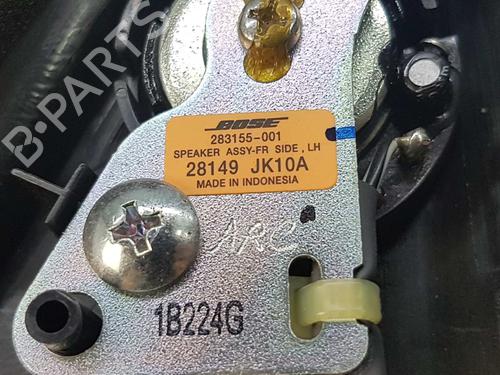 B-PARTS
BOSE
283155-001
SPEAKER ASSY-FR SIDE, LH
28149 JK10A
MADE IN INDONESIA
ARC
1B224G